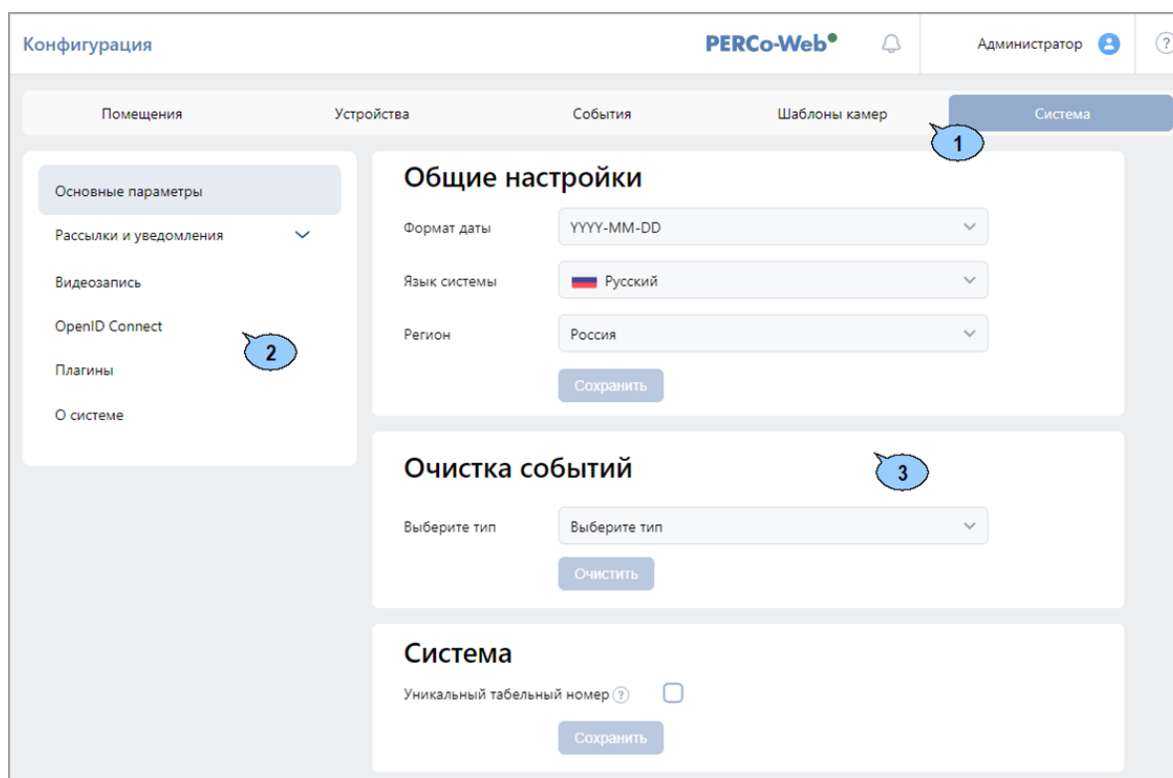 Конфигурация
PERCo-Web
Администратор
?
Помещения
Устройства
События
Шаблоны камер
Система
1
Основные параметры
Рассылки и уведомления
Видеозапись
OpenID Connect
2
Плагины
О системе
Общие настройки
Формат даты
YYYY-MM-DD
Язык системы
Русский
Регион
Россия
Сохранить
Очистка событий
3
Выберите тип
Выберите тип
Очистить
Система
Уникальный табельный номер ?
Сохранить